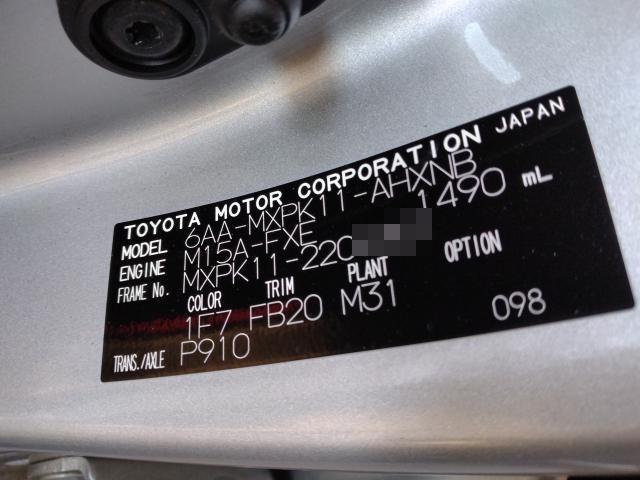 TOYOTA MOTOR CORPORATION JAPAN
MODEL 6AA-MXPK11-AHXNB
ENGINE M15A-FXE 1490 mL
FRAME No. MXPK11-220
COLOR TRIM PLANT OPTION
1F7 FB20 M31
TRANS./AXLE P910 098